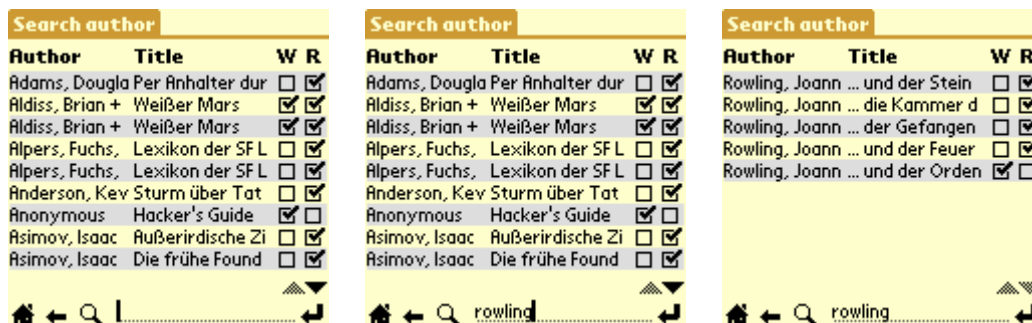 Search author
Author Title W R
Adams, Dougla Per Anhalter dur
Aldiss, Brian + Weißer Mars
Aldiss, Brian + Weißer Mars
Alpers, Fuchs, Lexikon der SF L
Alpers, Fuchs, Lexikon der SF L
Anderson, Kev Sturm über Tat
Anonymous Hacker's Guide
Asimov, Isaac Außerirdische Zi
Asimov, Isaac Die frühe Found
Search author
Author Title W R
Adams, Dougla Per Anhalter dur
Aldiss, Brian + Weißer Mars
Aldiss, Brian + Weißer Mars
Alpers, Fuchs, Lexikon der SF L
Alpers, Fuchs, Lexikon der SF L
Anderson, Kev Sturm über Tat
Anonymous Hacker's Guide
Asimov, Isaac Außerirdische Zi
Asimov, Isaac Die frühe Found
rowling
Search author
Author Title W R
Rowling, Joann ... und der Stein
Rowling, Joann ... die Kammer d
Rowling, Joann ... der Gefangen
Rowling, Joann ... und der Feuer
Rowling, Joann ... und der Orden
rowling